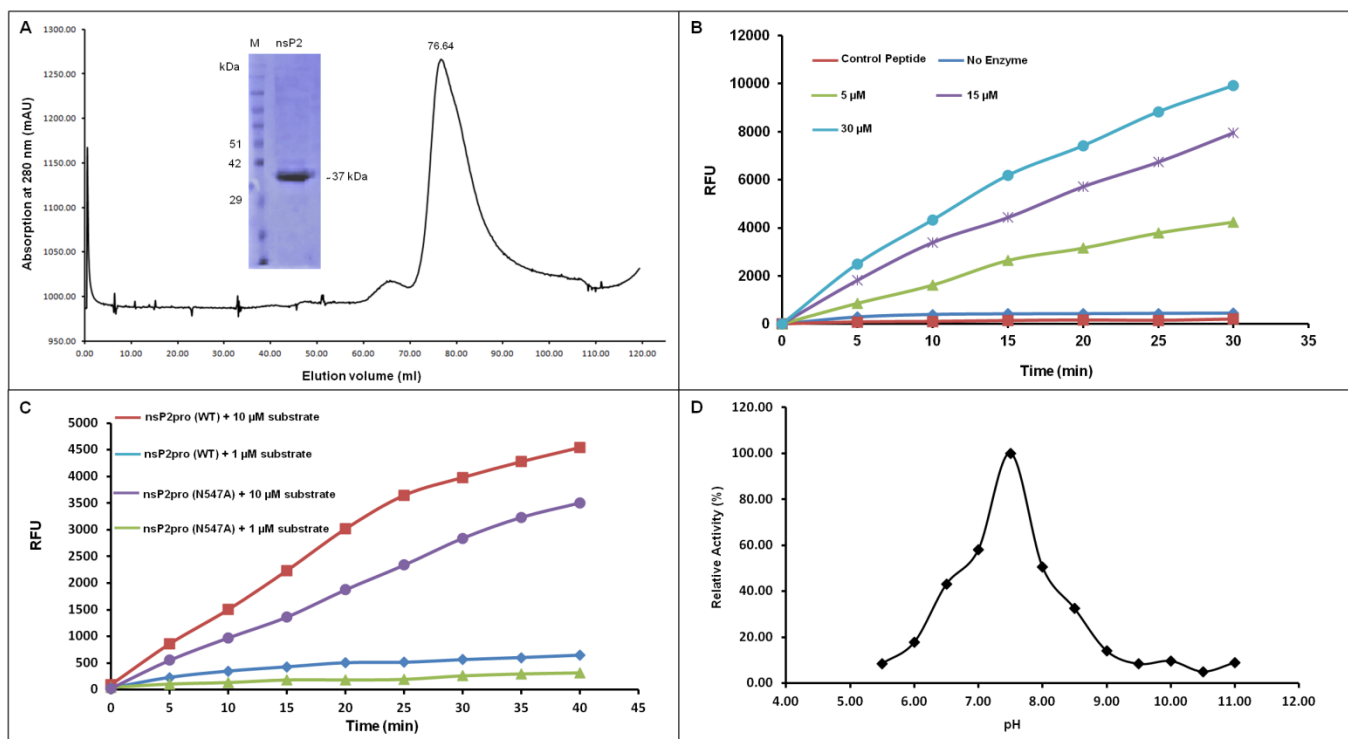 A
M nsP2
kDa
51
42
29
37 kDa
76.64
Absorption at 280 nm (mAU)
1300.00
1250.00
1200.00
1150.00
1100.00
1050.00
1000.00
950.00
0.00 10.00 20.00 30.00 40.00 50.00 60.00 70.00 80.00 90.00 100.00 110.00 120.00
Elution volume (ml)
B
Control Peptide No Enzyme
5 µM 15 µM
30 µM
RFU
12000
10000
8000
6000
4000
2000
0
0 5 10 15 20 25 30 35
Time (min)
C
nsP2pro (WT) + 10 µM substrate
nsP2pro (WT) + 1 µM substrate
nsP2pro (N547A) + 10 µM substrate
nsP2pro (N547A) + 1 µM substrate
RFU
5000
4500
4000
3500
3000
2500
2000
1500
1000
500
0
0 5 10 15 20 25 30 35 40 45
Time (min)
D
Relative Activity (%)
120.00
100.00
80.00
60.00
40.00
20.00
0.00
4.00 5.00 6.00 7.00 8.00 9.00 10.00 11.00 12.00
pH